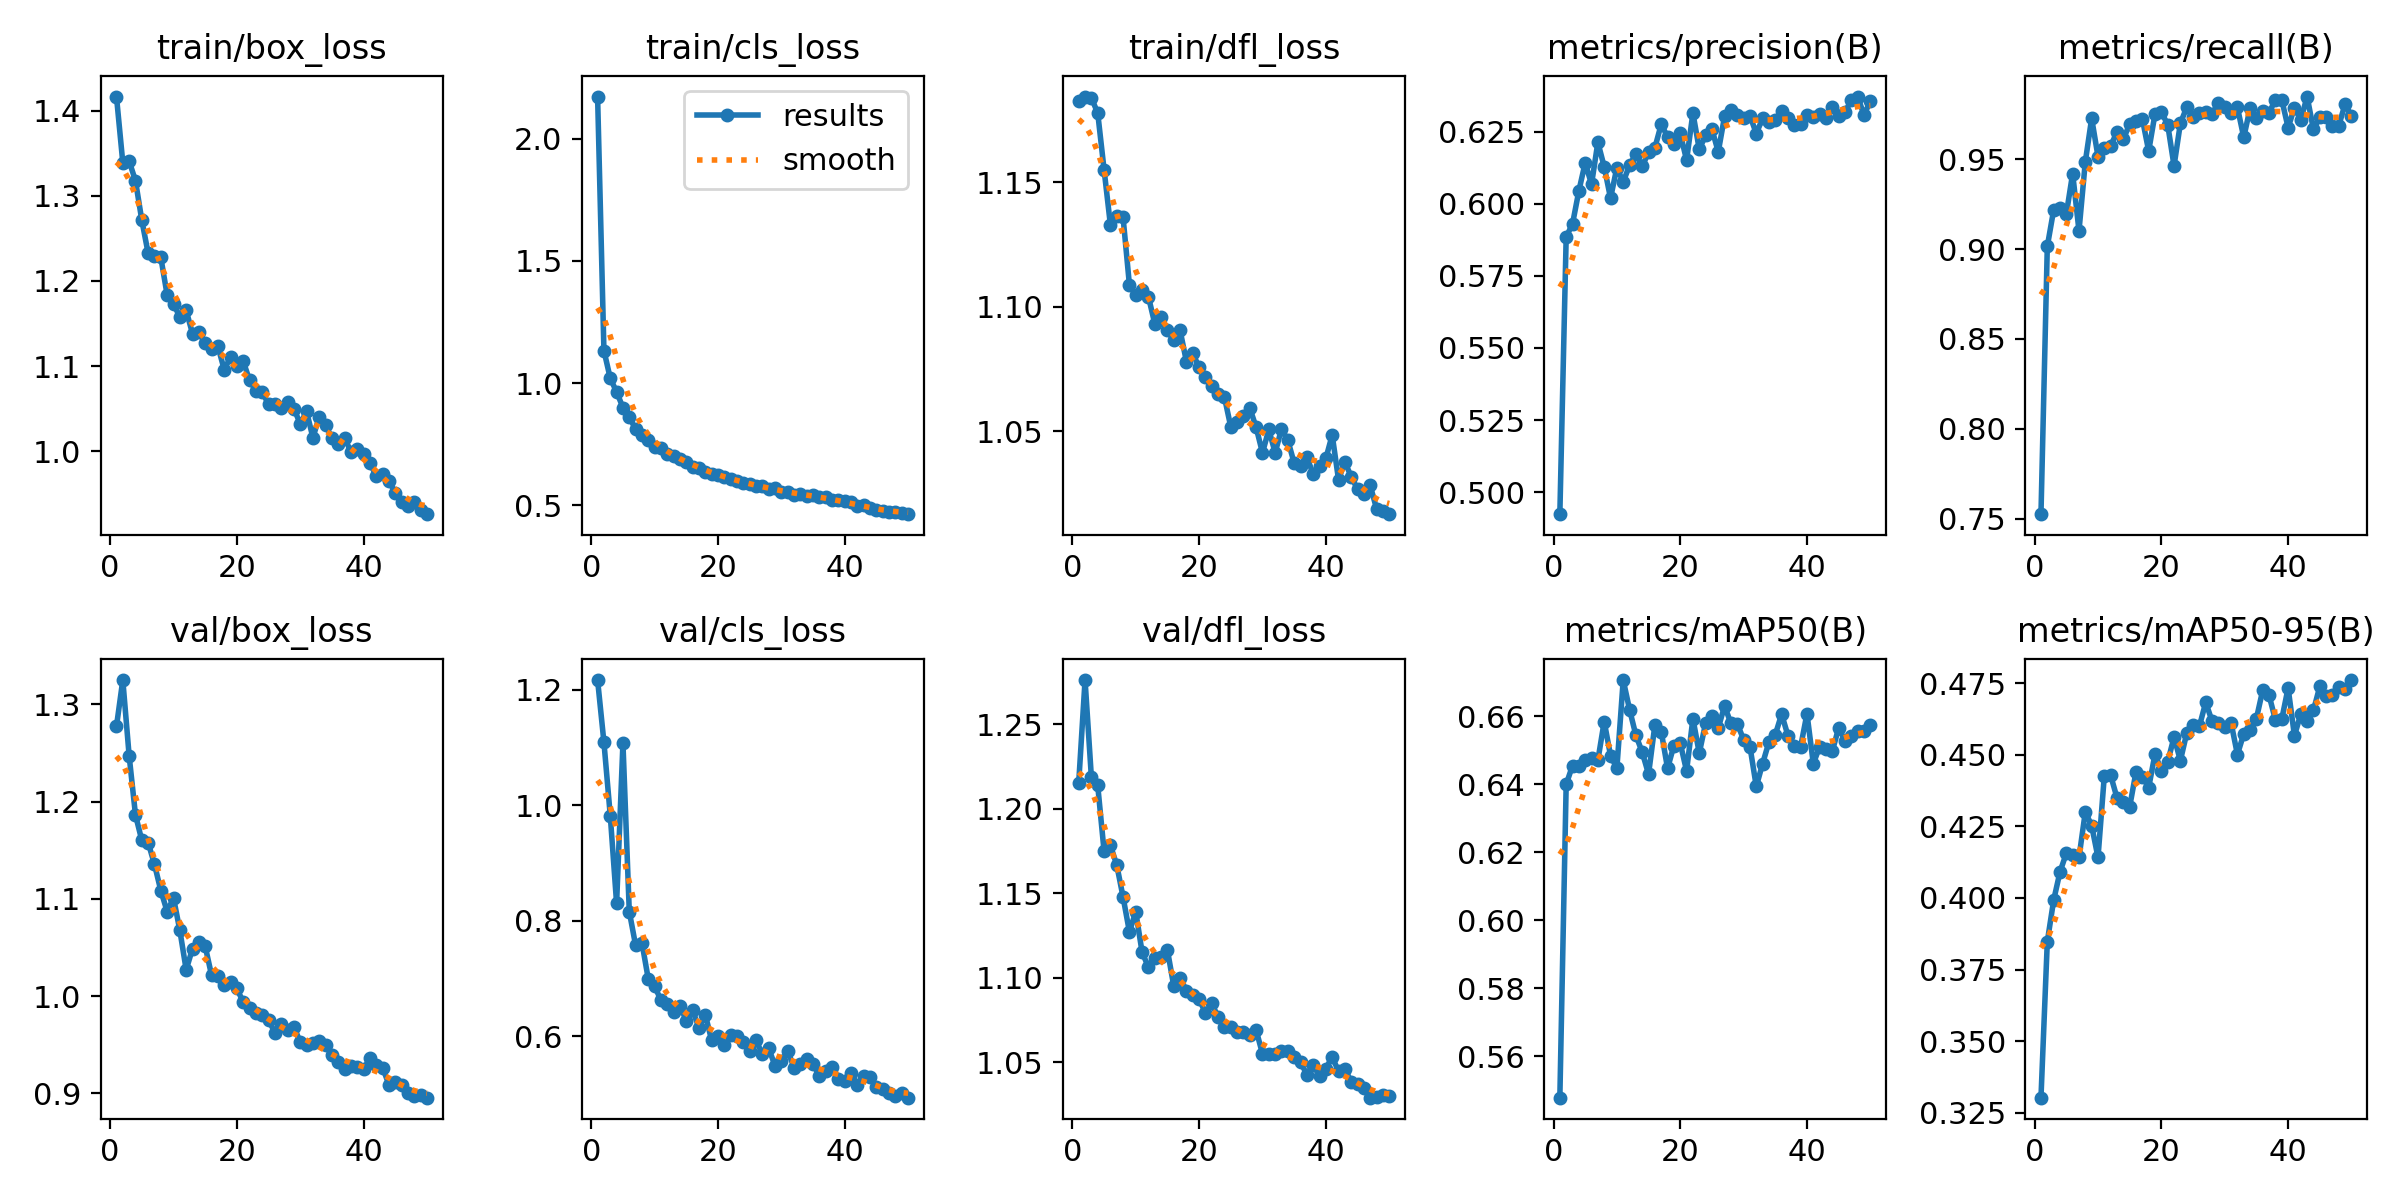 train/box_loss
1.4
1.3
1.2
1.1
1.0
0 20 40
train/cls_loss
results
smooth
2.0
1.5
1.0
0.5
0 20 40
train/dfl_loss
1.15
1.10
1.05
0 20 40
metrics/precision(B)
0.625
0.600
0.575
0.550
0.525
0.500
0 20 40
metrics/recall(B)
0.95
0.90
0.85
0.80
0.75
0 20 40
val/box_loss
1.3
1.2
1.1
1.0
0.9
0 20 40
val/cls_loss
1.2
1.0
0.8
0.6
0 20 40
val/dfl_loss
1.25
1.20
1.15
1.10
1.05
0 20 40
metrics/mAP50(B)
0.66
0.64
0.62
0.60
0.58
0.56
0 20 40
metrics/mAP50-95(B)
0.475
0.450
0.425
0.400
0.375
0.350
0.325
0 20 40